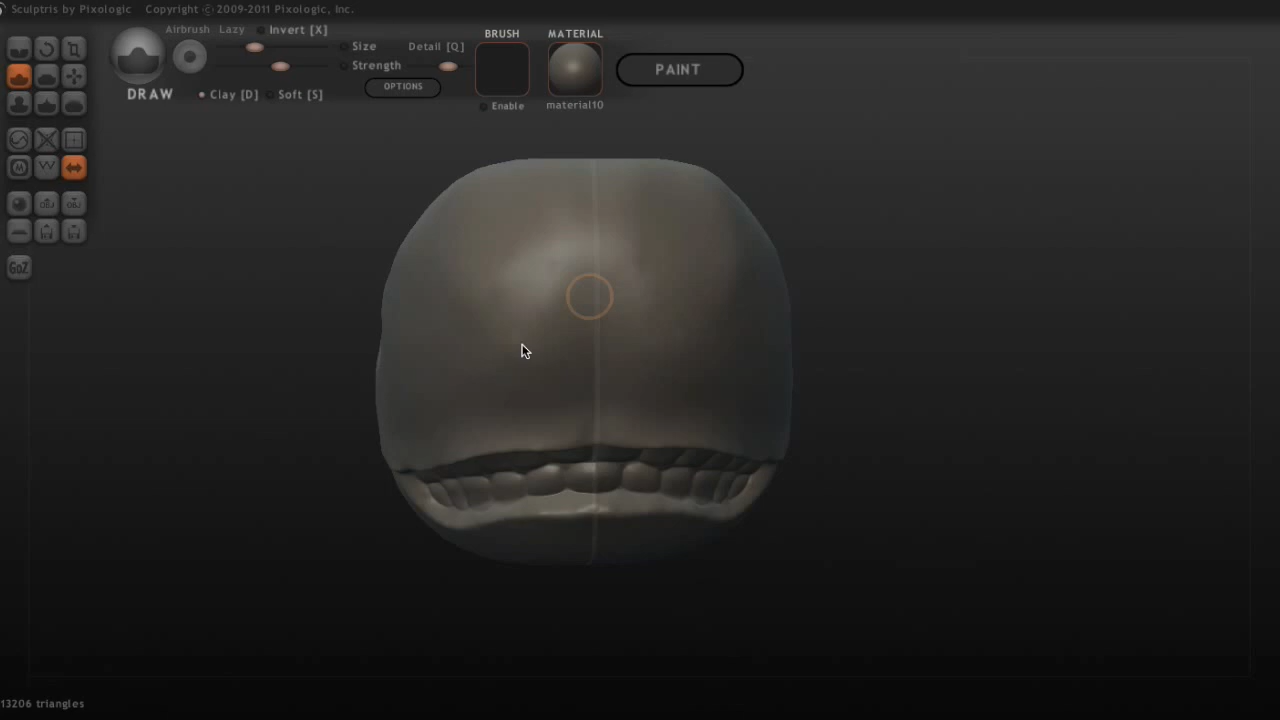 Sculptris by Pixologic Copyright © 2009-2011 Pixologic, Inc.
Airbrush Lazy Invert [X]
BRUSH MATERIAL
Size Detail [Q]
Strength
PAINT
OPTIONS
DRAW Clay [D] Soft [S]
Enable material10
GoZ
13206 triangles